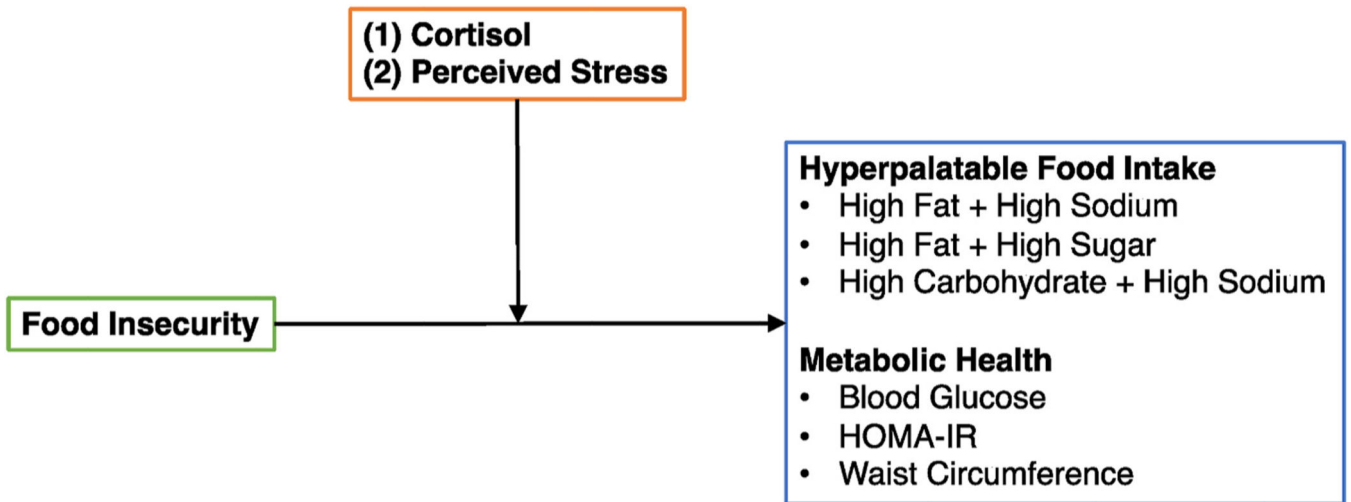 (1) Cortisol
(2) Perceived Stress
Food Insecurity
Hyperpalatable Food Intake
• High Fat + High Sodium
• High Fat + High Sugar
• High Carbohydrate + High Sodium
Metabolic Health
• Blood Glucose
• HOMA-IR
• Waist Circumference